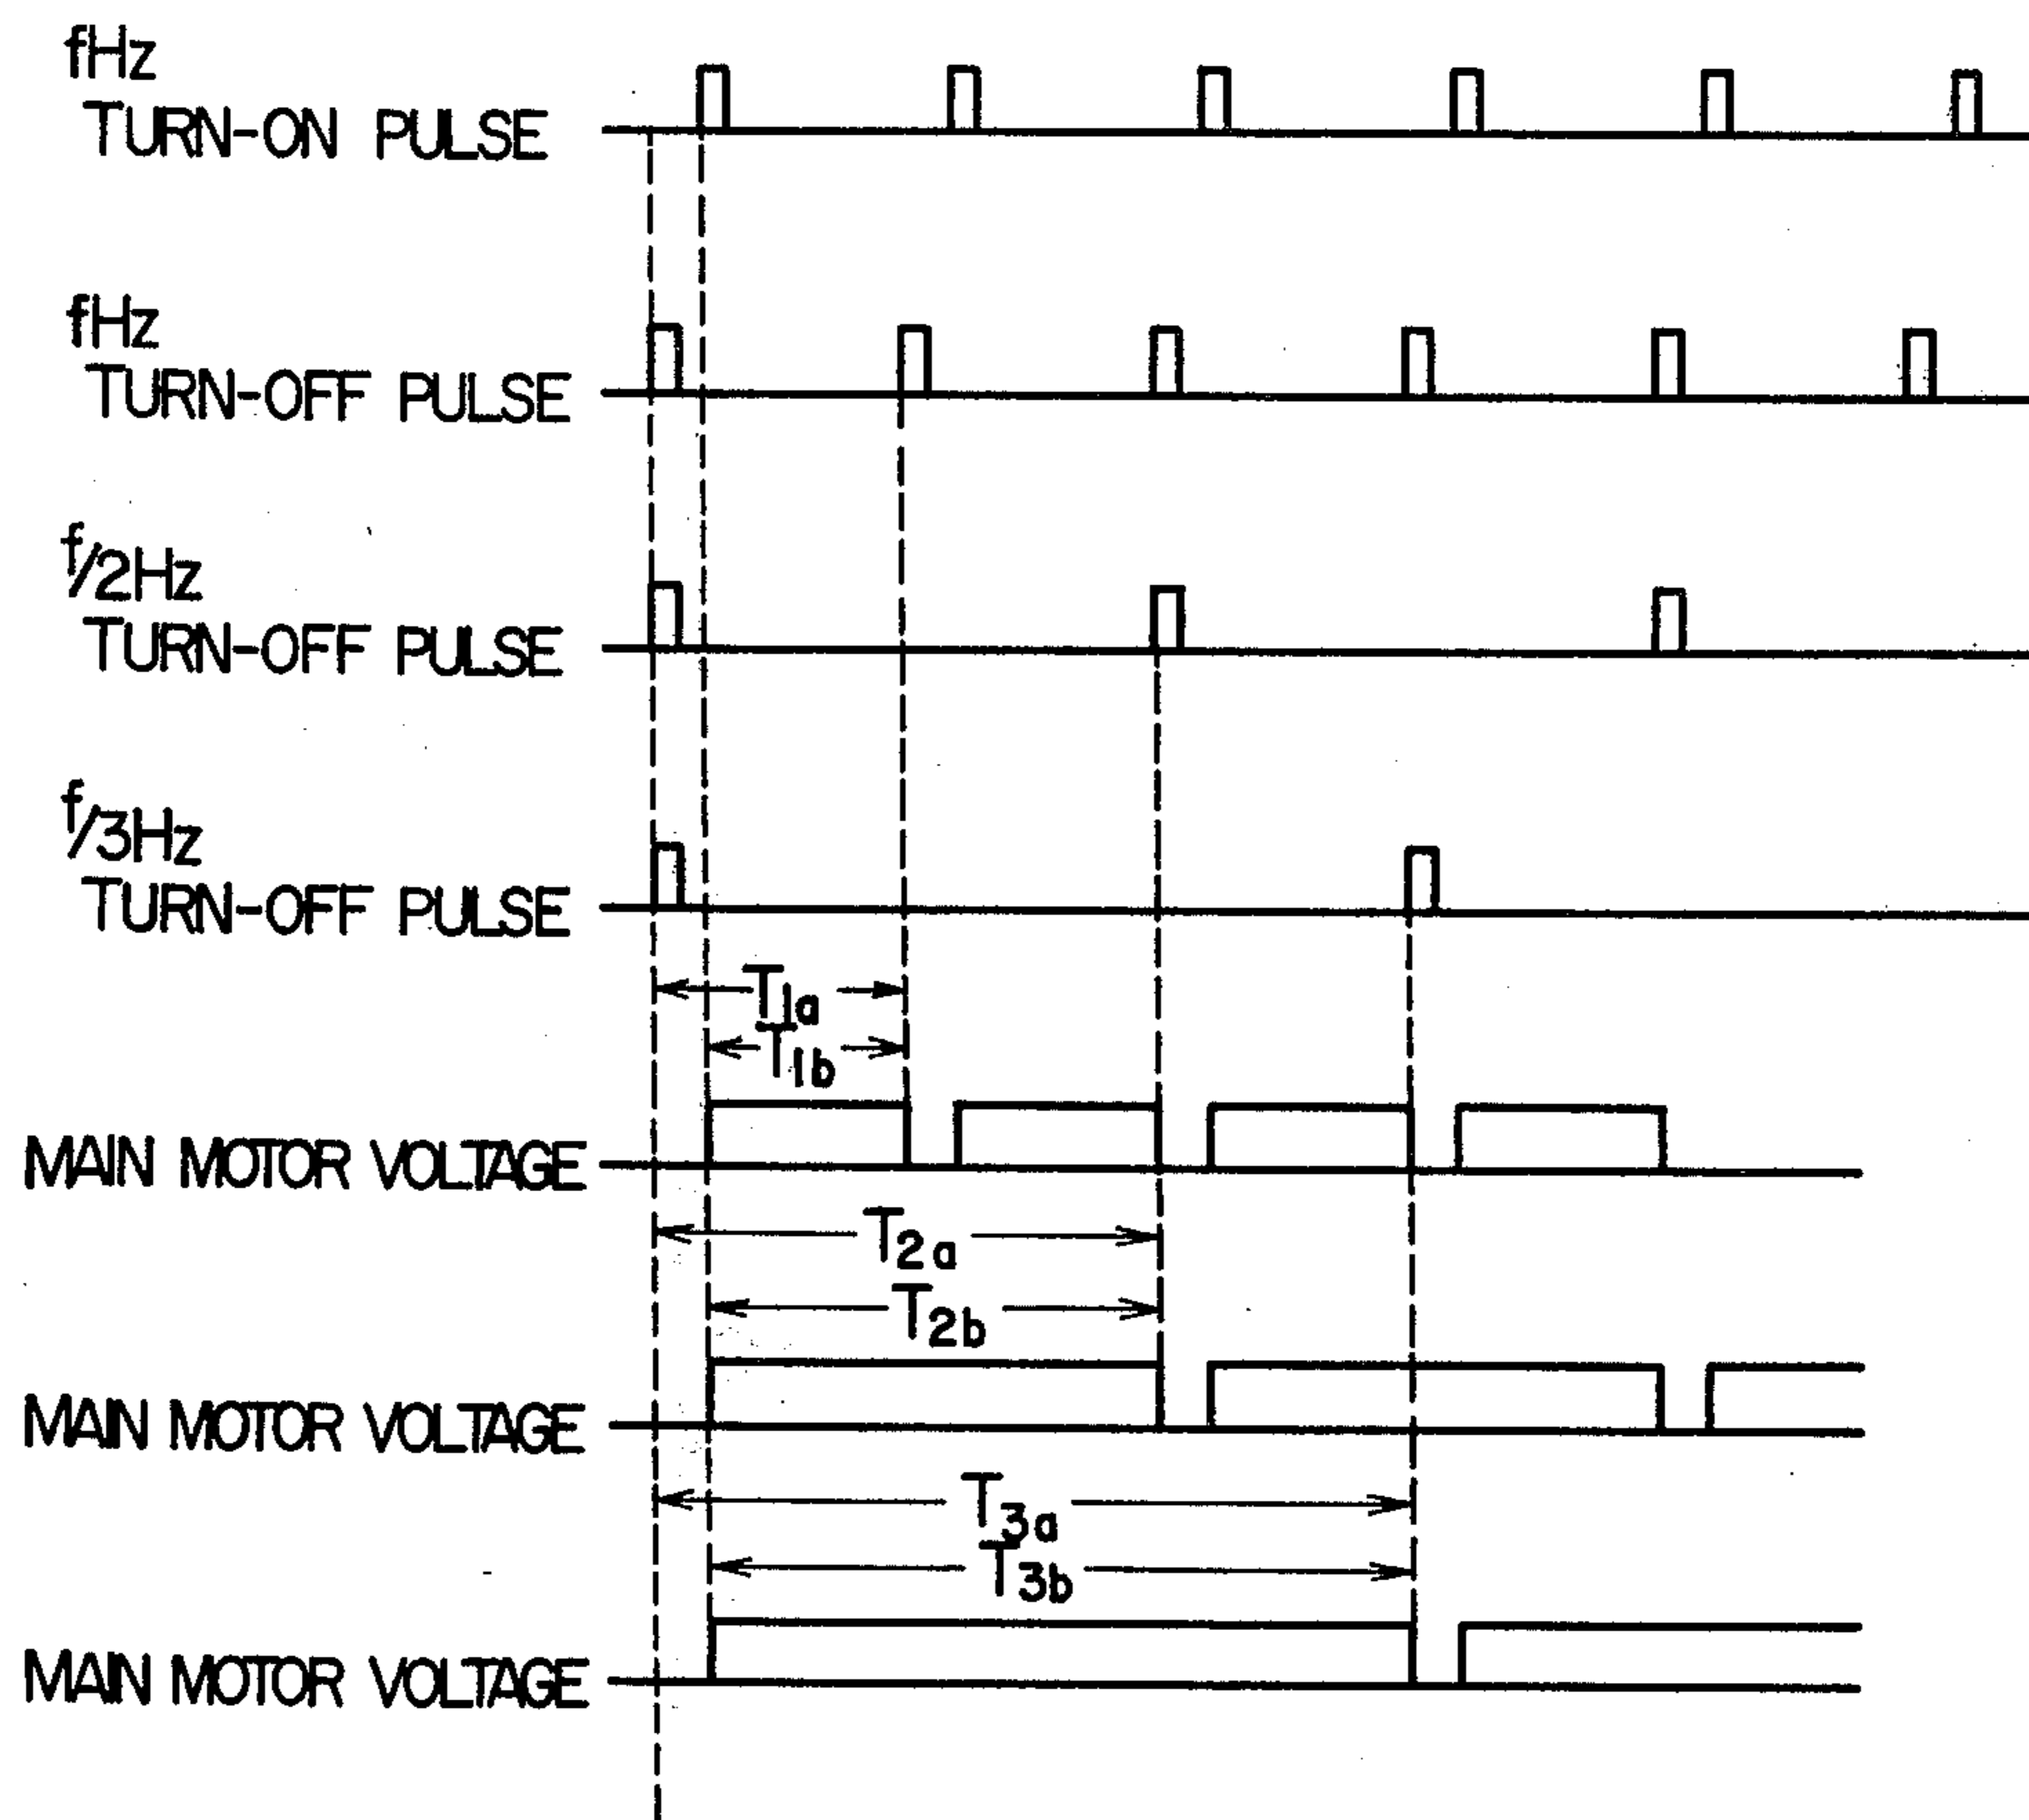 fHz
TURN-ON PULSE
fHz
TURN-OFF PULSE
f/2Hz
TURN-OFF PULSE
f/3Hz
TURN-OFF PULSE
T1a
T1b
MAIN MOTOR VOLTAGE
T2a
T2b
MAIN MOTOR VOLTAGE
T3a
T3b
MAIN MOTOR VOLTAGE